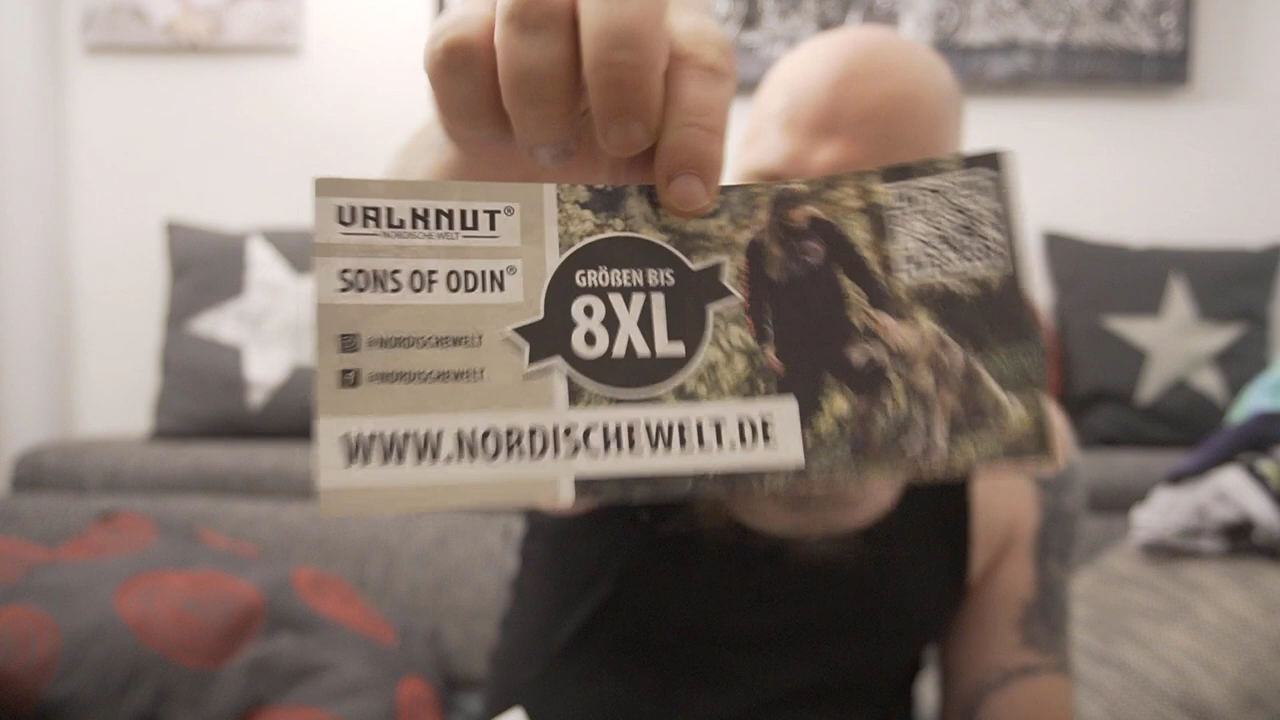 VALKNUT®
NORDISCHE WELT
SONS OF ODIN®
@NORDISCHEWELT
@NORDISCHEWELT
GRÖßEN BIS
8XL
WWW.NORDISCHEWELT.DE